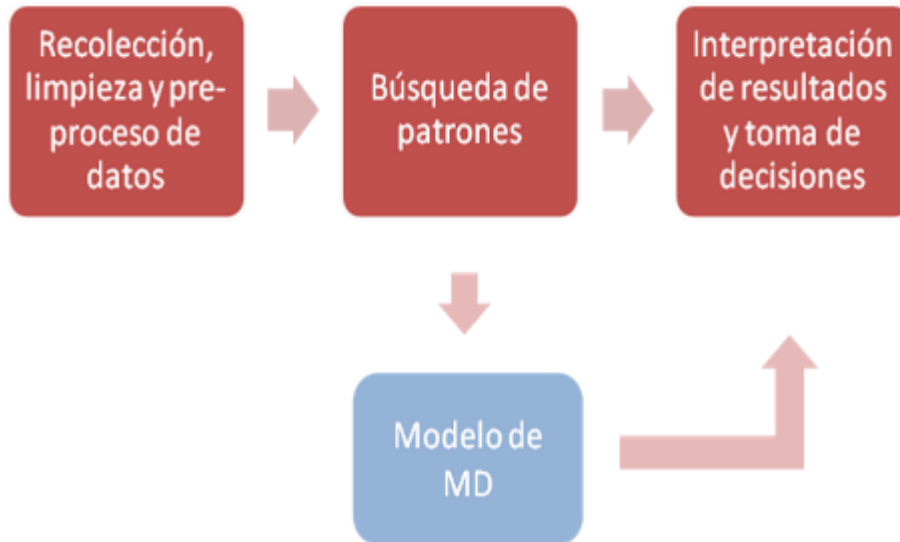 Recolección,
limpieza y pre-
proceso de
datos
Búsqueda de
patrones
Interpretación
de resultados
y toma de
decisiones
Modelo de
MD